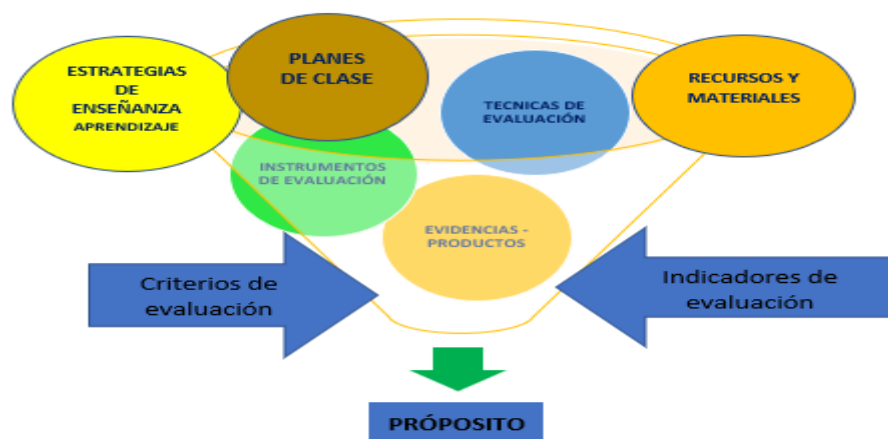 ESTRATEGIAS
DE
ENSEÑANZA
APRENDIZAJE
PLANES
DE CLASE
TECNICAS DE
EVALUACIÓN
RECURSOS Y
MATERIALES
INSTRUMENTOS
DE EVALUACIÓN
EVIDENCIAS -
PRODUCTOS
Criterios de
evaluación
Indicadores de
evaluación
PRÓPOSITO